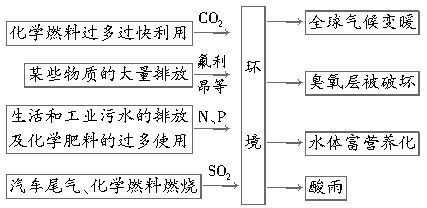 化学燃料过多过快利用
CO₂
全球气候变暖
某些物质的大量排放
氟利
昂等
环
境
臭氧层被破坏
生活和工业污水的排放
及化学肥料的过多使用
N、P
水体富营养化
汽车尾气、化学燃料燃烧
SO₂
酸雨